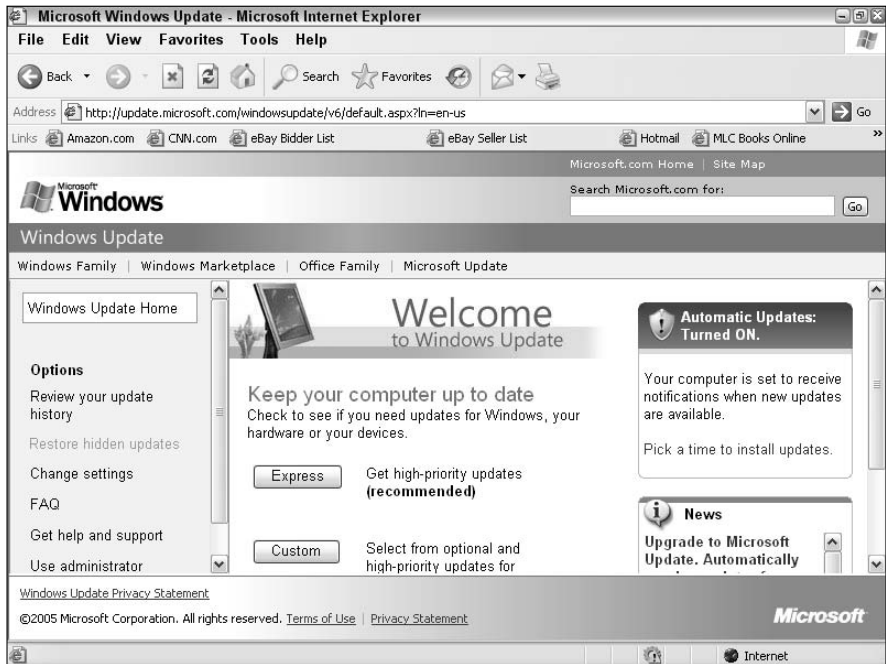 Microsoft Windows Update - Microsoft Internet Explorer
File Edit View Favorites Tools Help
Back Search Favorites
Address http://update.microsoft.com/windowsupdate/v6/default.aspx?ln=en-us Go
Links Amazon.com CNN.com eBay Bidder List eBay Seller List Hotmail MLC Books Online »
Microsoft.com Home | Site Map
Microsoft
Windows
Search Microsoft.com for:
Go
Windows Update
Windows Family | Windows Marketplace | Office Family | Microsoft Update
Windows Update Home
Options
Review your update
history
Restore hidden updates
Change settings
FAQ
Get help and support
Use administrator
Welcome
to Windows Update
Keep your computer up to date
Check to see if you need updates for Windows, your
hardware or your devices.
Express Get high-priority updates
(recommended)
Custom Select from optional and
high-priority updates for
Automatic Updates:
Turned ON.
Your computer is set to receive
notifications when new updates
are available.
Pick a time to install updates.
News
Upgrade to Microsoft
Update. Automatically
Windows Update Privacy Statement
©2005 Microsoft Corporation. All rights reserved. Terms of Use | Privacy Statement
Microsoft
Internet